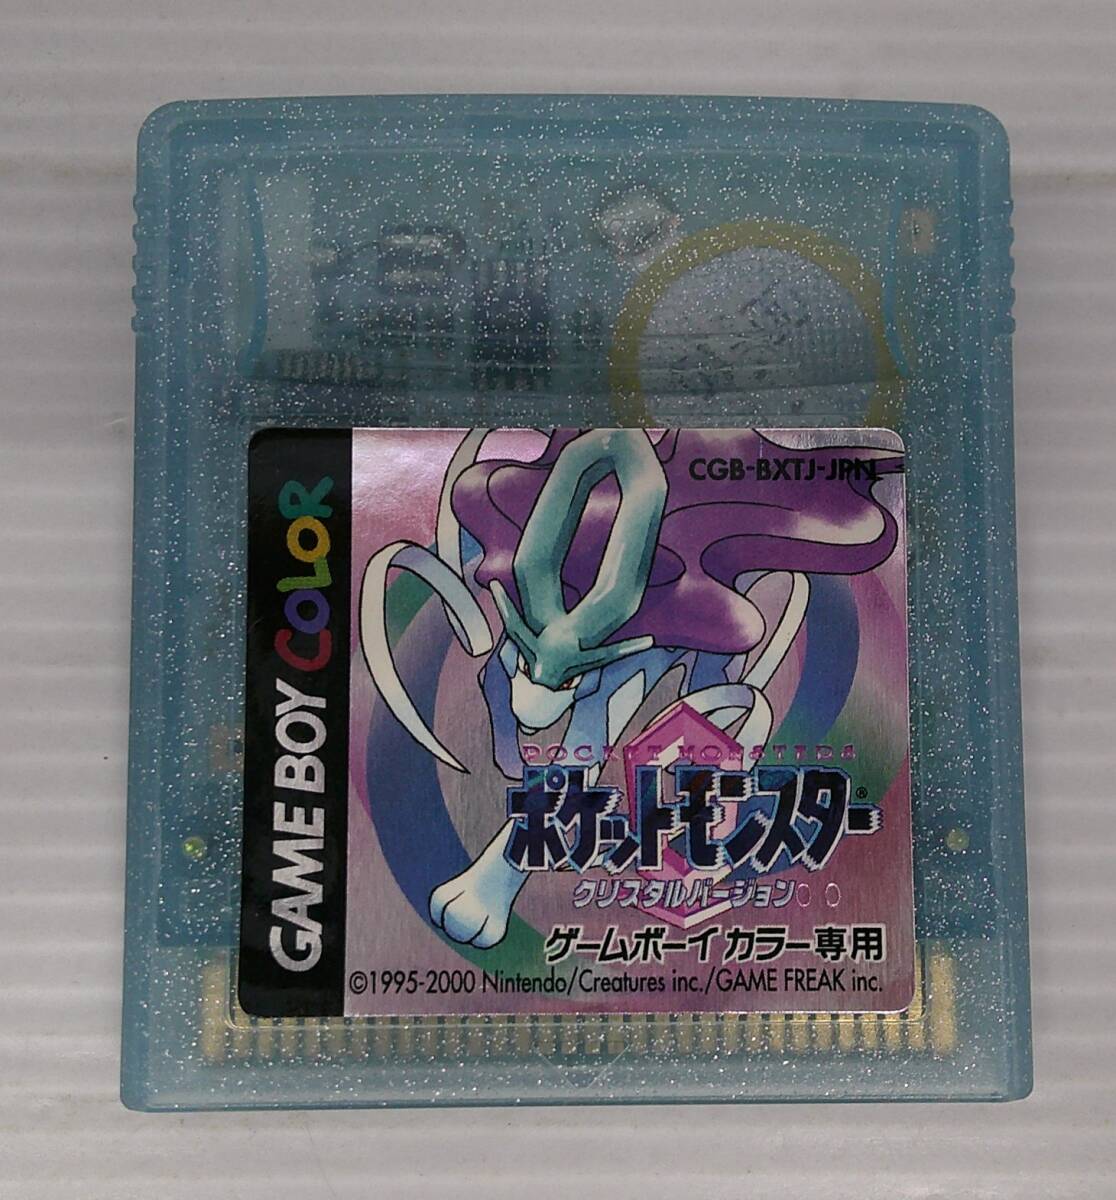 GAME BOY COLOR
CGB-BXTJ-JPN
POCKET MONSTERS
ポケットモンスター®
クリスタルバージョン
00
ゲームボーイカラー専用
©1995-2000 Nintendo/Creatures inc./GAME FREAK inc.